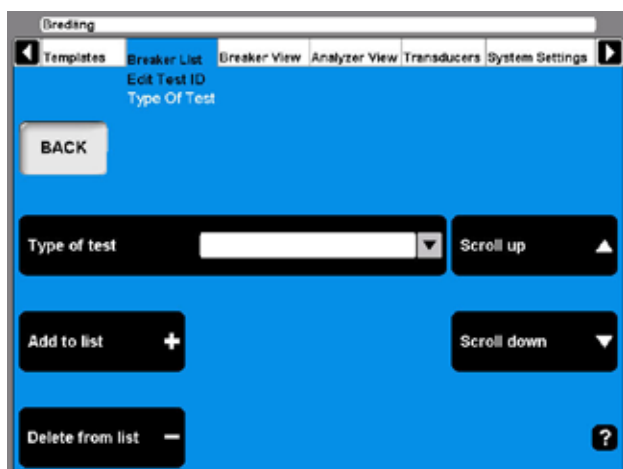 Bredäng
Templates Breaker List Breaker View Analyzer View Transducers System Settings
Edit Test ID
Type Of Test
BACK
Type of test
Scroll up
Add to list +
Scroll down
Delete from list −
?